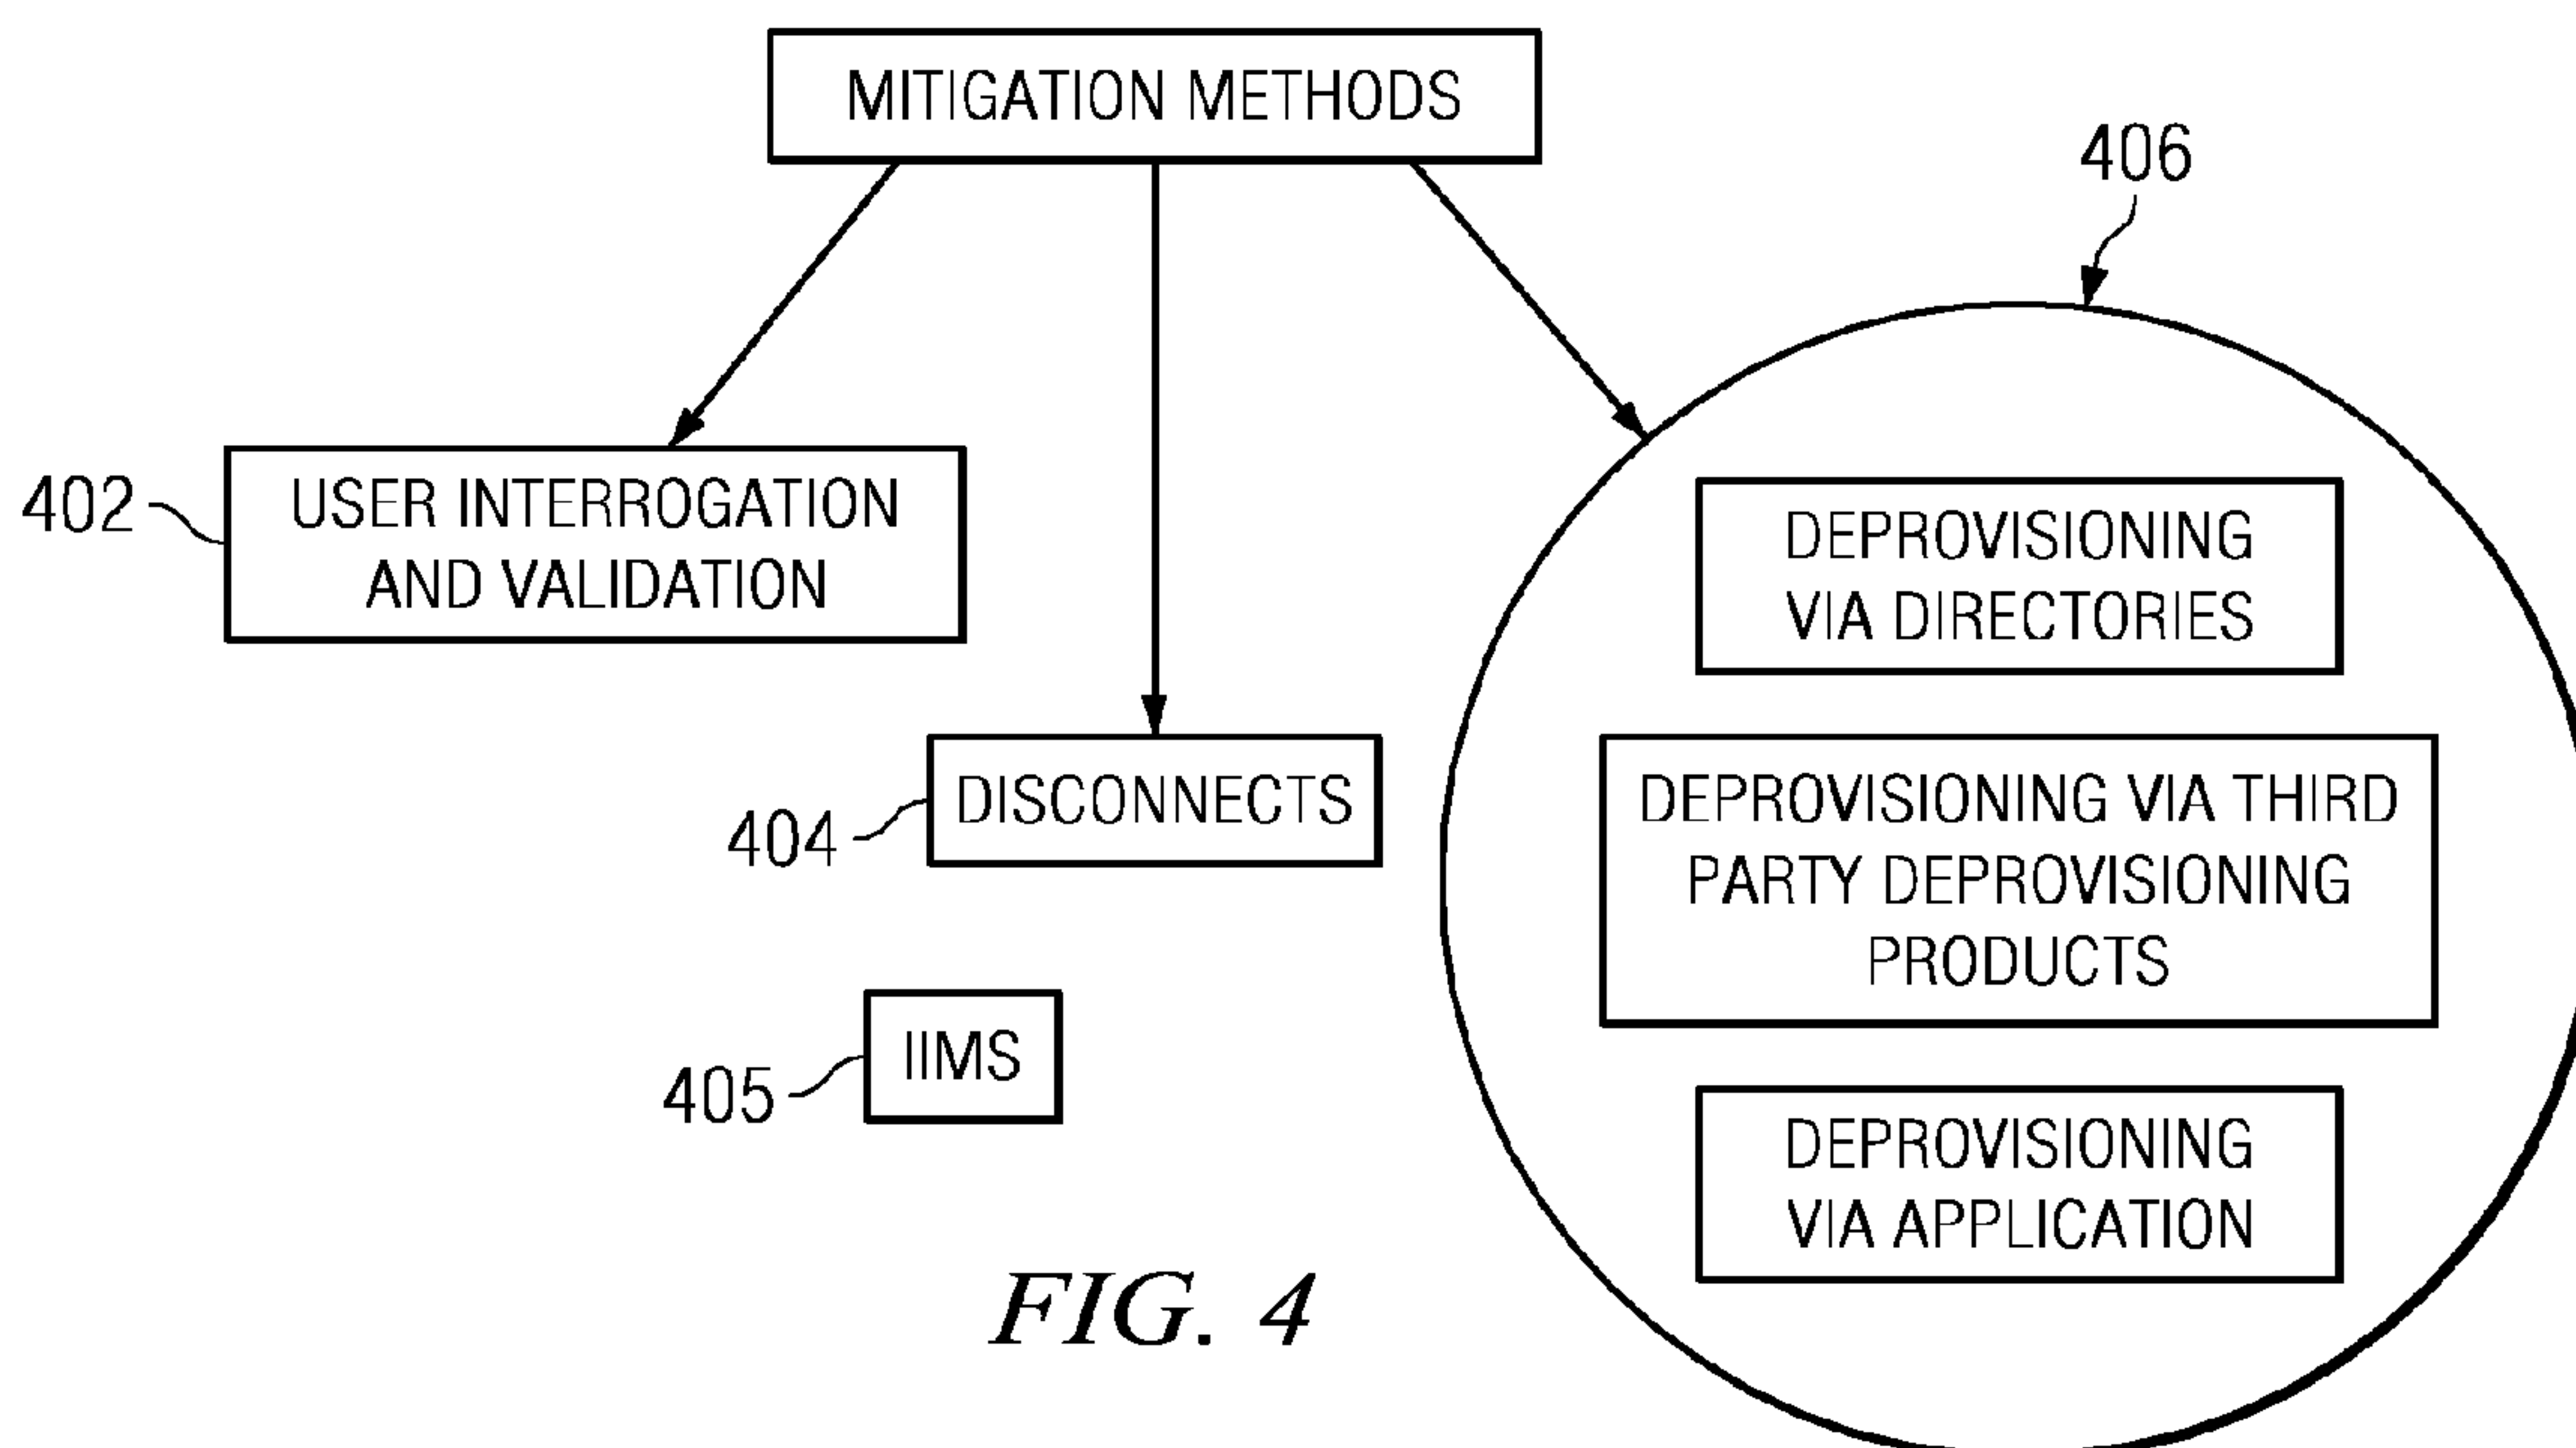 MITIGATION METHODS
406
402
USER INTERROGATION
AND VALIDATION
DEPROVISIONING
VIA DIRECTORIES
404
DISCONNECTS
DEPROVISIONING VIA THIRD
PARTY DEPROVISIONING
PRODUCTS
405
IIMS
DEPROVISIONING
VIA APPLICATION
FIG. 4